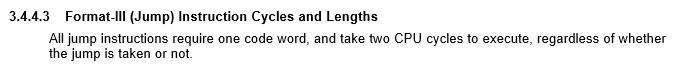 3.4.4.3 Format-III (Jump) Instruction Cycles and Lengths
All jump instructions require one code word, and take two CPU cycles to execute, regardless of whether
the jump is taken or not.